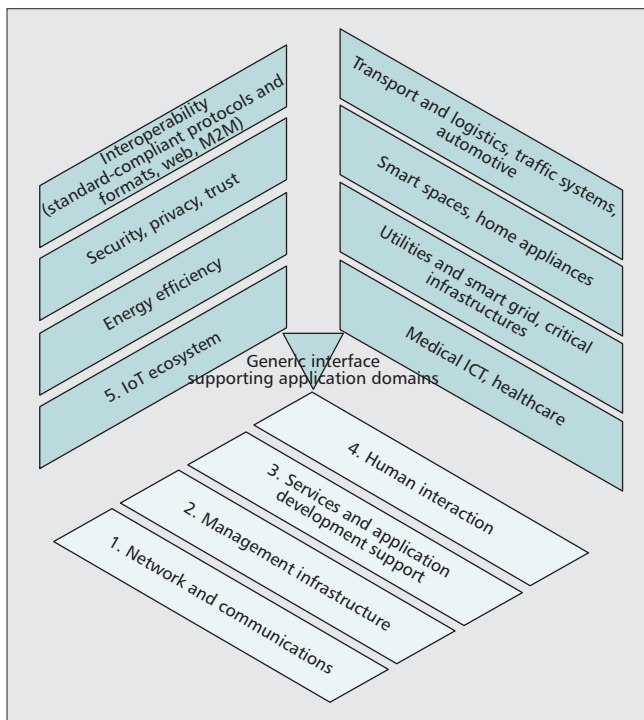 Interoperability
(standard-compliant protocols and
formats, web, M2M)
Security, privacy, trust
Energy efficiency
5. IoT ecosystem
Transport and logistics, traffic systems,
automotive
Smart spaces, home appliances
Utilities and smart grid, critical
infrastructures
Medical ICT, healthcare
Generic interface
supporting application domains
4. Human interaction
3. Services and application
development support
2. Management infrastructure
1. Network and communications